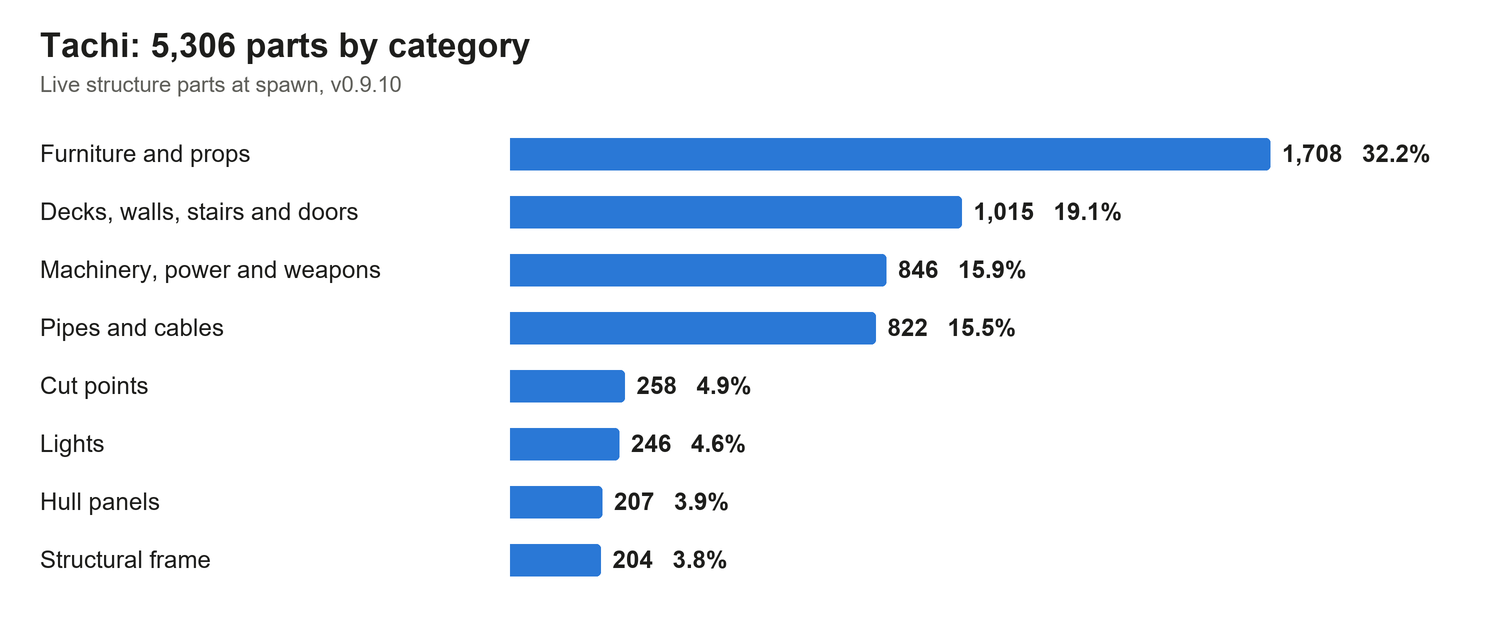 Tachi: 5,306 parts by category
Live structure parts at spawn, v0.9.10
Furniture and props 1,708 32.2%
Decks, walls, stairs and doors 1,015 19.1%
Machinery, power and weapons 846 15.9%
Pipes and cables 822 15.5%
Cut points 258 4.9%
Lights 246 4.6%
Hull panels 207 3.9%
Structural frame 204 3.8%